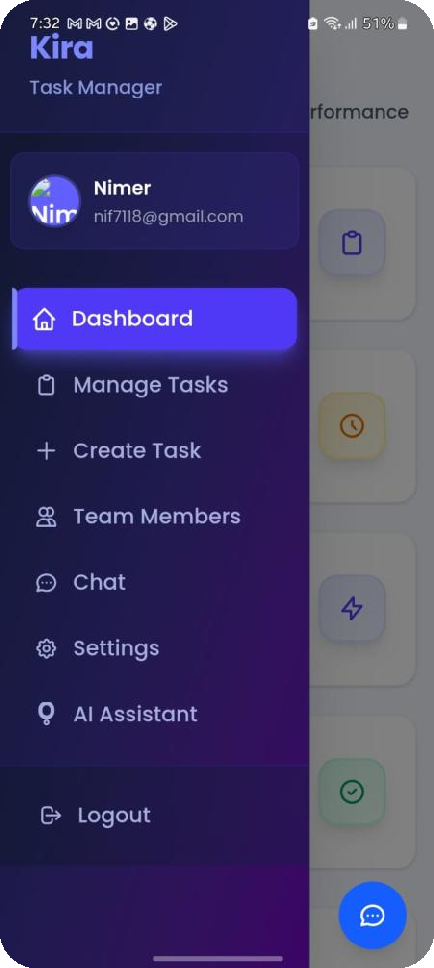 7:32
51%
Kira
Task Manager
rformance
Nim
Nimer
nif7118@gmail.com
Dashboard
Manage Tasks
Create Task
Team Members
Chat
Settings
AI Assistant
Logout